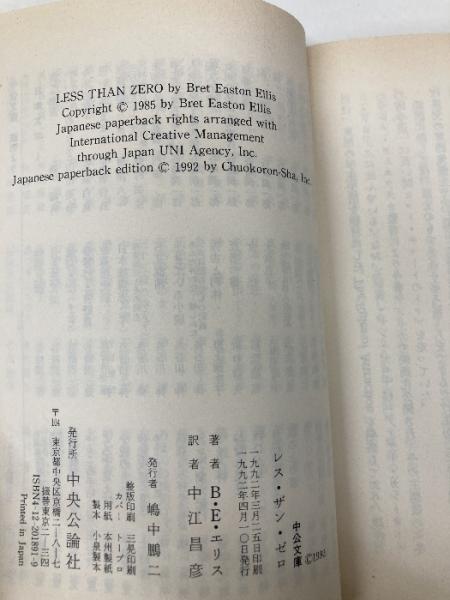 LESS THAN ZERO by Bret Easton Ellis
Copyright © 1985 by Bret Easton Ellis
Japanese paperback rights arranged with
International Creative Management
through Japan UNI Agency, Inc.
Japanese paperback edition © 1992 by Chuokoron-Sha, Inc.
中公文庫
©1992
レス・ザン・ゼロ
一九九二年三月二五日印刷
一九九二年四月一〇日発行
著者 B・E・エリス
訳者 中江昌彦
発行者 嶋中鵬二
整版印刷 三晃印刷
カバー トープロ
用紙 本州製紙
製本 小泉製本
発行所 中央公論社
〒104 東京都中央区京橋二-八-七
振替東京二-三四
ISBN4-12-201891-9
Printed in Japan